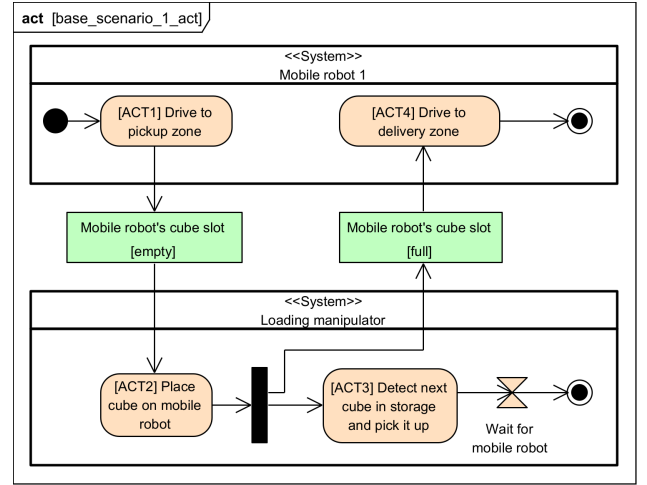 act [base_scenario_1_act]
<<System>>
Mobile robot 1
[ACT1] Drive to
pickup zone
[ACT4] Drive to
delivery zone
Mobile robot's cube slot
[empty]
Mobile robot's cube slot
[full]
<<System>>
Loading manipulator
[ACT2] Place
cube on mobile
robot
[ACT3] Detect next
cube in storage
and pick it up
Wait for
mobile robot